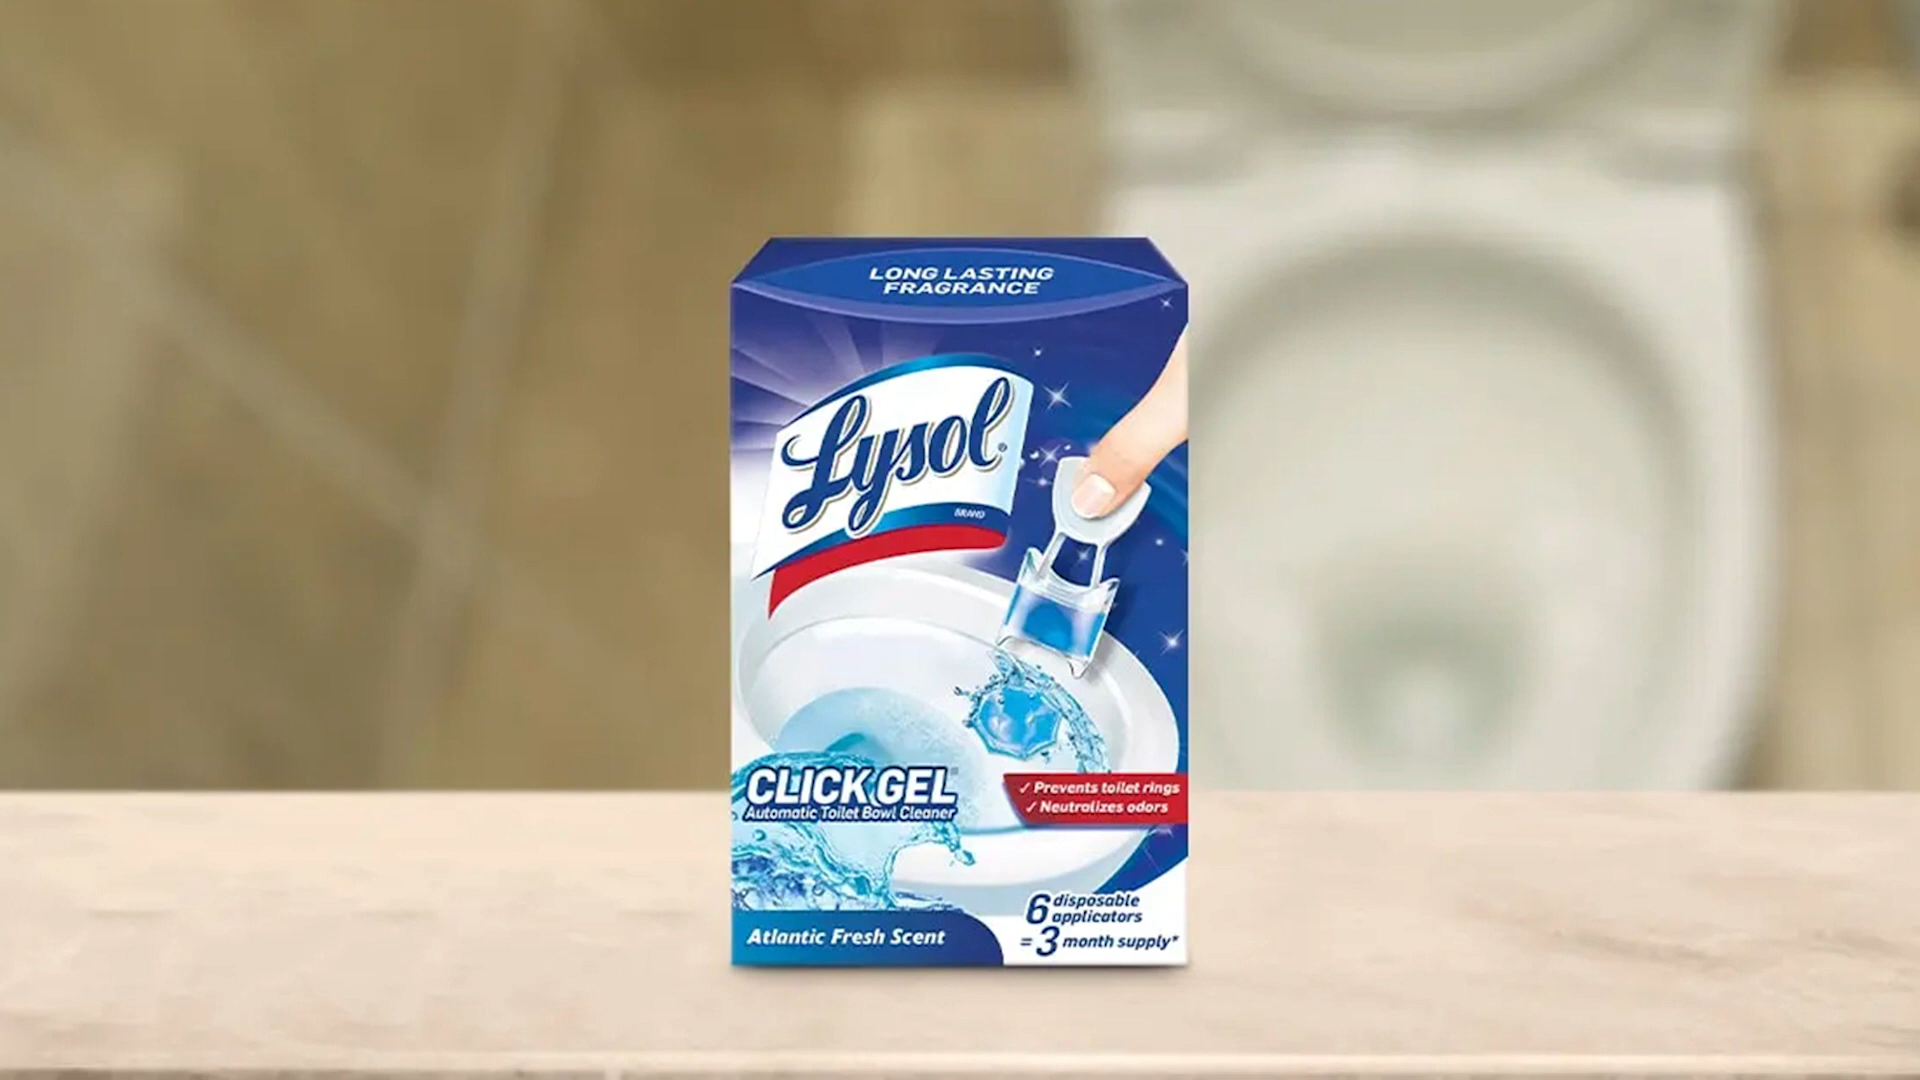 LONG LASTING
FRAGRANCE
Lysol®
BRAND
CLICK GEL®
Automatic Toilet Bowl Cleaner
✓ Prevents toilet rings
✓ Neutralizes odors
Atlantic Fresh Scent
6 disposable
applicators
= 3 month supply*